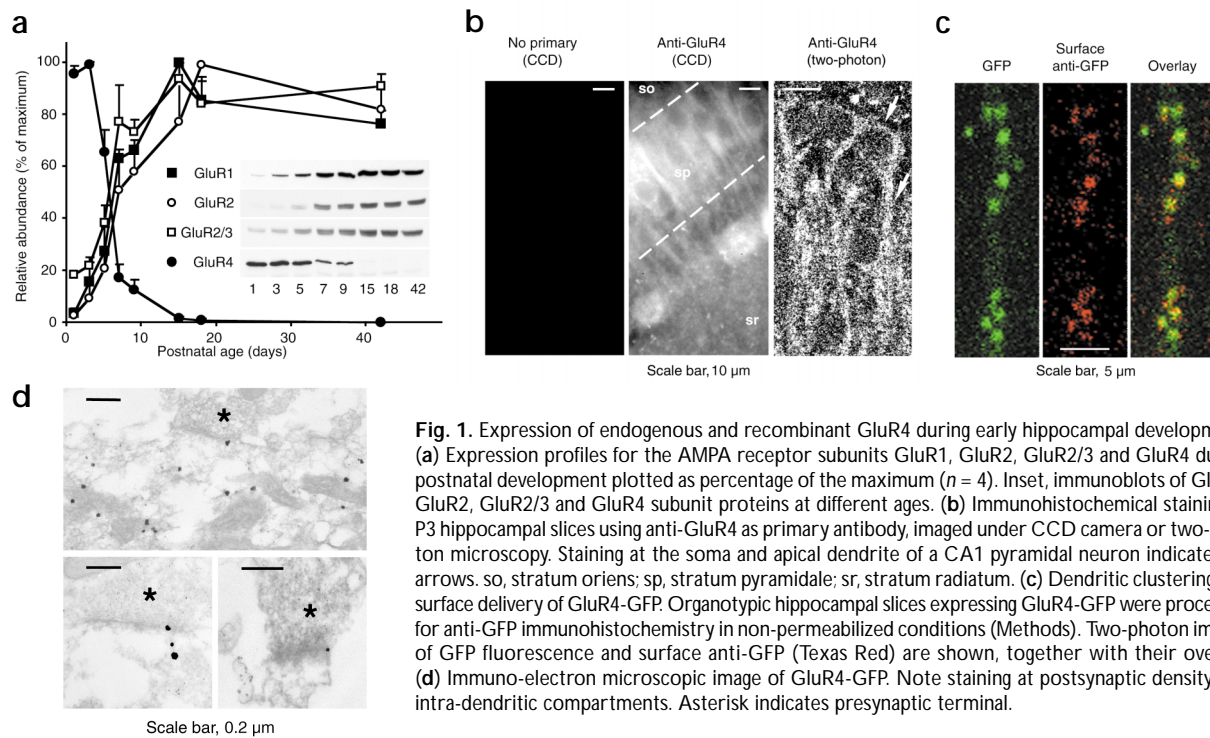 a
Relative abundance (% of maximum)
100
80
60
40
20
0
GluR1
GluR2
GluR2/3
GluR4
1 3 5 7 9 15 18 42
0 10 20 30 40
Postnatal age (days)
b
No primary
(CCD)
Anti-GluR4
(CCD)
Anti-GluR4
(two-photon)
so
sp
sr
Scale bar, 10 μm
c
GFP
Surface
anti-GFP
Overlay
Scale bar, 5 μm
d
*
*
*
Scale bar, 0.2 μm
Fig. 1. Expression of endogenous and recombinant GluR4 during early hippocampal developm
(a) Expression profiles for the AMPA receptor subunits GluR1, GluR2, GluR2/3 and GluR4 du
postnatal development plotted as percentage of the maximum (n = 4). Inset, immunoblots of Gl
GluR2, GluR2/3 and GluR4 subunit proteins at different ages. (b) Immunohistochemical stainin
P3 hippocampal slices using anti-GluR4 as primary antibody, imaged under CCD camera or two-
ton microscopy. Staining at the soma and apical dendrite of a CA1 pyramidal neuron indicate
arrows. so, stratum oriens; sp, stratum pyramidale; sr, stratum radiatum. (c) Dendritic clustering
surface delivery of GluR4-GFP. Organotypic hippocampal slices expressing GluR4-GFP were proce
for anti-GFP immunohistochemistry in non-permeabilized conditions (Methods). Two-photon im
of GFP fluorescence and surface anti-GFP (Texas Red) are shown, together with their ove
(d) Immuno-electron microscopic image of GluR4-GFP. Note staining at postsynaptic density
intra-dendritic compartments. Asterisk indicates presynaptic terminal.